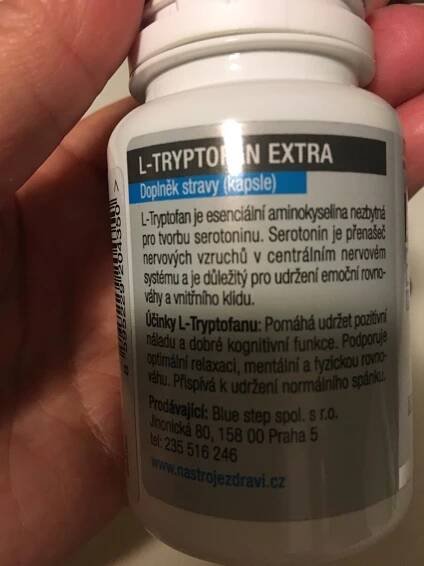 L-TRYPTOFAN EXTRA
Doplněk stravy (kapsle)
L-Tryptofan je esenciální aminokyselina nezbytná
pro tvorbu serotoninu. Serotonin je přenašeč
nervových vzruchů v centrálním nervovém
systému a je důležitý pro udržení emoční rovno-
váhy a vnitřního klidu.
Účinky L-Tryptofanu: Pomáhá udržet pozitivní
náladu a dobré kognitivní funkce. Podporuje
optimální relaxaci, mentální a fyzickou rovno-
váhu. Přispívá k udržení normálního spánku.
Prodávající: Blue step spol. s r.o.
Jinonická 80, 158 00 Praha 5
tel: 235 516 246
www.nastrojezdravi.cz